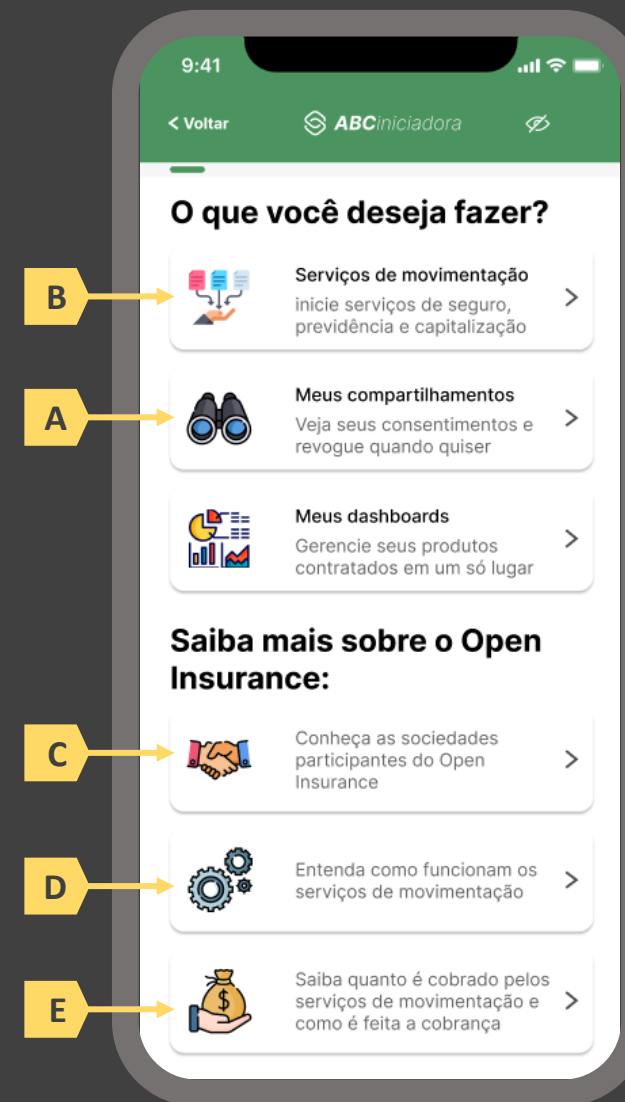 9:41
< Voltar
ABCiniciadora
O que você deseja fazer?
B
Serviços de movimentação
inicie serviços de seguro,
previdência e capitalização
A
Meus compartilhamentos
Veja seus consentimentos e
revogue quando quiser
Meus dashboards
Gerencie seus produtos
contratados em um só lugar
Saiba mais sobre o Open
Insurance:
C
Conheça as sociedades
participantes do Open
Insurance
D
Entenda como funcionam os
serviços de movimentação
E
$
Saiba quanto é cobrado pelos
serviços de movimentação e
como é feita a cobrança